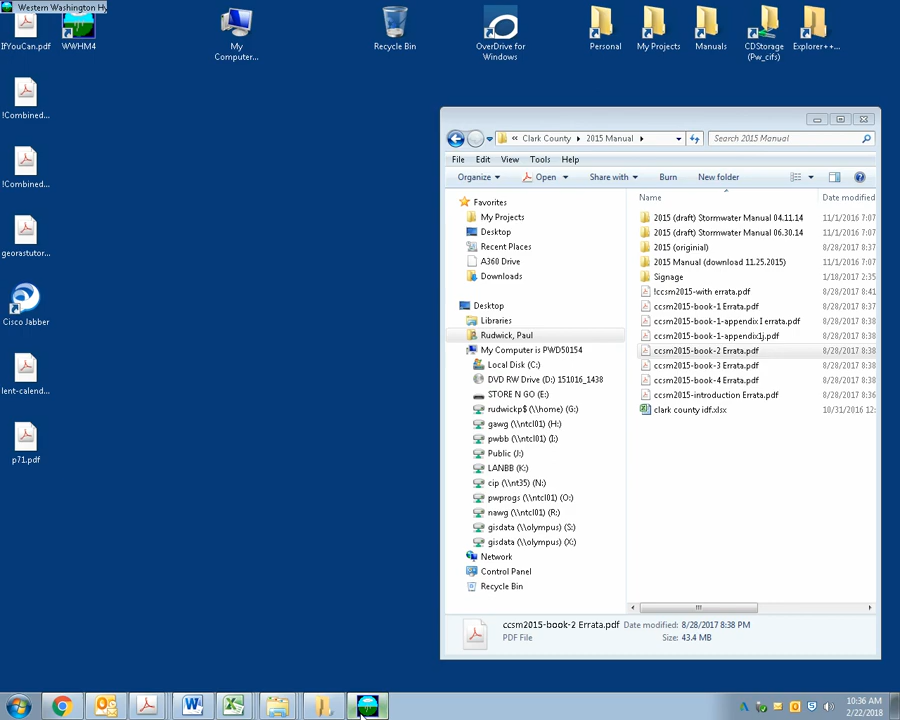 Western Washington Hy
IfYouCan.pdf
WWHM4
My Computer...
Recycle Bin
OverDrive for Windows
Personal
My Projects
Manuals
CDStorage (Pw_cifs)
Explorer++...
!Combined...
!Combined...
georastutor...
Cisco Jabber
lent-calend...
p71.pdf
« Clark County ▸ 2015 Manual ▸
Search 2015 Manual
File Edit View Tools Help
Organize Open Share with Burn New folder
Favorites
My Projects
Desktop
Recent Places
A360 Drive
Downloads
Desktop
Libraries
Rudwick, Paul
My Computer is PWD50154
Local Disk (C:)
DVD RW Drive (D:) 151016_1438
STORE N GO (E:)
rudwickp$ (\\home) (G:)
gawg (\\ntcl01) (H:)
pwbb (\\ntcl01) (I:)
Public (J:)
LANBB (K:)
cip (\\nt35) (N:)
pwprogs (\\ntcl01) (O:)
nawg (\\ntcl01) (R:)
gisdata (\\olympus) (S:)
gisdata (\\olympus) (X:)
Network
Control Panel
Recycle Bin
Name Date modified
2015 (draft) Stormwater Manual 04.11.14 11/1/2016 7:07
2015 (draft) Stormwater Manual 06.30.14 11/1/2016 7:07
2015 (originial) 8/28/2017 8:37
2015 Manual (download 11.25.2015) 11/1/2016 7:07
Signage 1/18/2017 2:35
!ccsm2015-with errata.pdf 8/28/2017 8:41
ccsm2015-book-1 Errata.pdf 8/28/2017 8:37
ccsm2015-book-1-appendix I errata.pdf 8/28/2017 8:38
ccsm2015-book-1-appendix1j.pdf 8/28/2017 8:38
ccsm2015-book-2 Errata.pdf 8/28/2017 8:38
ccsm2015-book-3 Errata.pdf 8/28/2017 8:38
ccsm2015-book-4 Errata.pdf 8/28/2017 8:38
ccsm2015-introduction Errata.pdf 8/28/2017 8:36
clark county idf.xlsx 10/31/2016 12:
ccsm2015-book-2 Errata.pdf Date modified: 8/28/2017 8:38 PM
PDF File Size: 43.4 MB
10:36 AM
2/22/2018